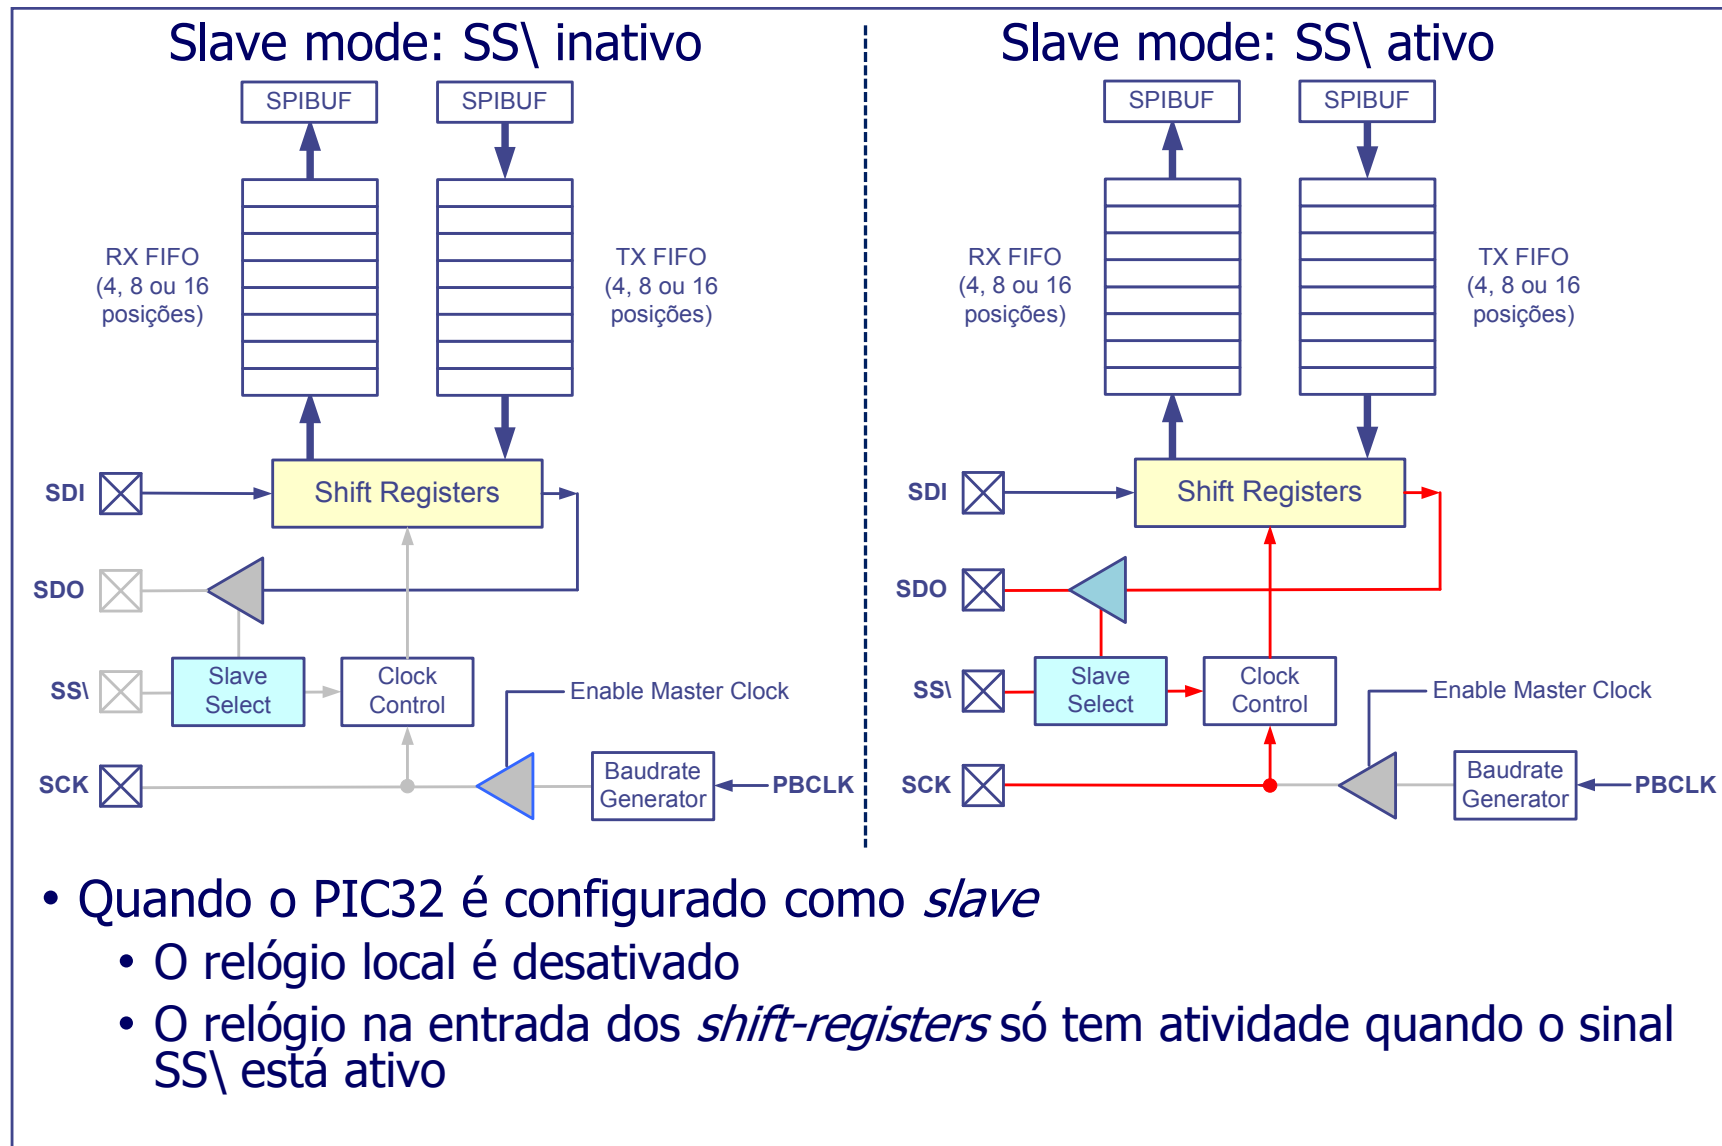 Slave mode: SS\ inativo
SPIBUF
SPIBUF
RX FIFO
(4, 8 ou 16
posições)
TX FIFO
(4, 8 ou 16
posições)
SDI
Shift Registers
SDO
SS\
Slave
Select
Clock
Control
Enable Master Clock
SCK
Baudrate
Generator
PBCLK
Slave mode: SS\ ativo
SPIBUF
SPIBUF
RX FIFO
(4, 8 ou 16
posições)
TX FIFO
(4, 8 ou 16
posições)
SDI
Shift Registers
SDO
SS\
Slave
Select
Clock
Control
Enable Master Clock
SCK
Baudrate
Generator
PBCLK
• Quando o PIC32 é configurado como slave
• O relógio local é desativado
• O relógio na entrada dos shift-registers só tem atividade quando o sinal
SS\ está ativo